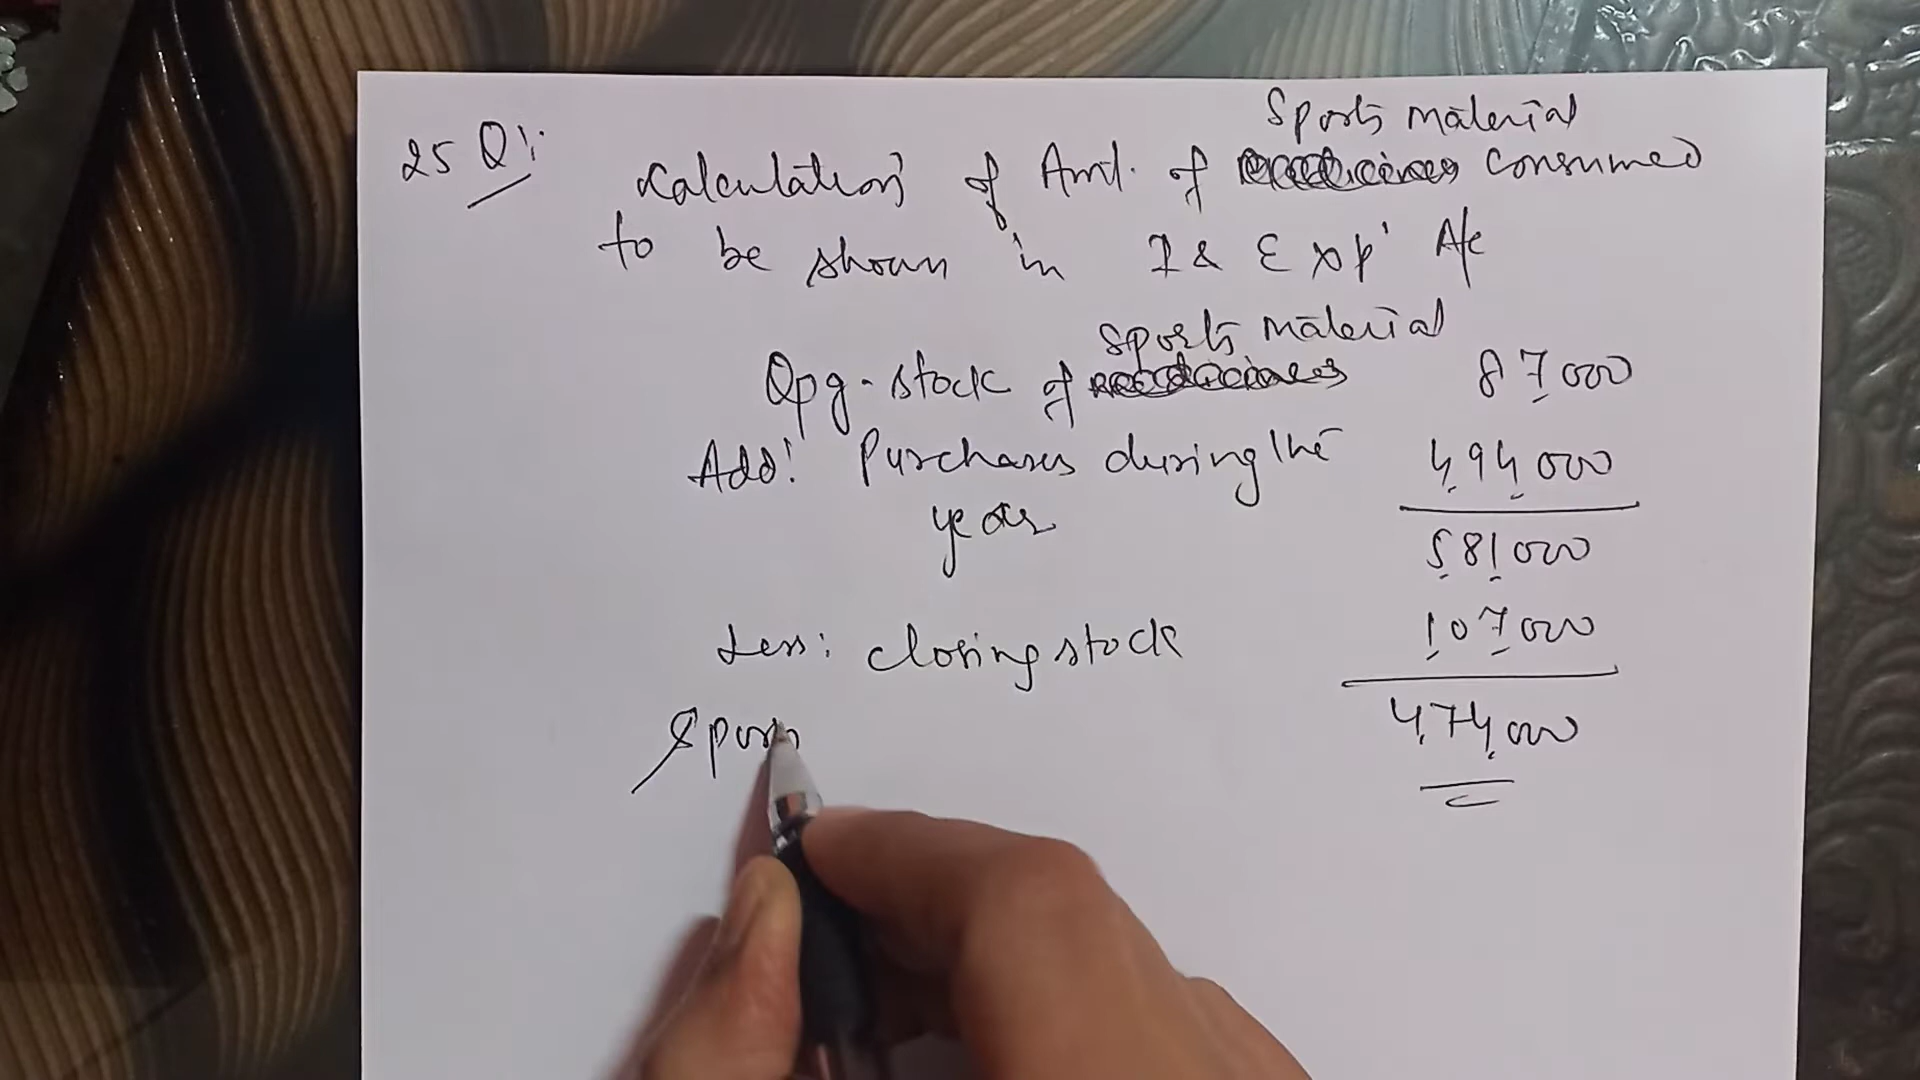 25 Q:
Sports Material
Calculation of Amt. of consumed
to be shown in I & Exp' A/c
Sports Material
Opg. stock of 87000
Add: Purchases during the 4,94,000
year 5,81,000
Less: closing stock 1,07,000
Spor 4,74,000